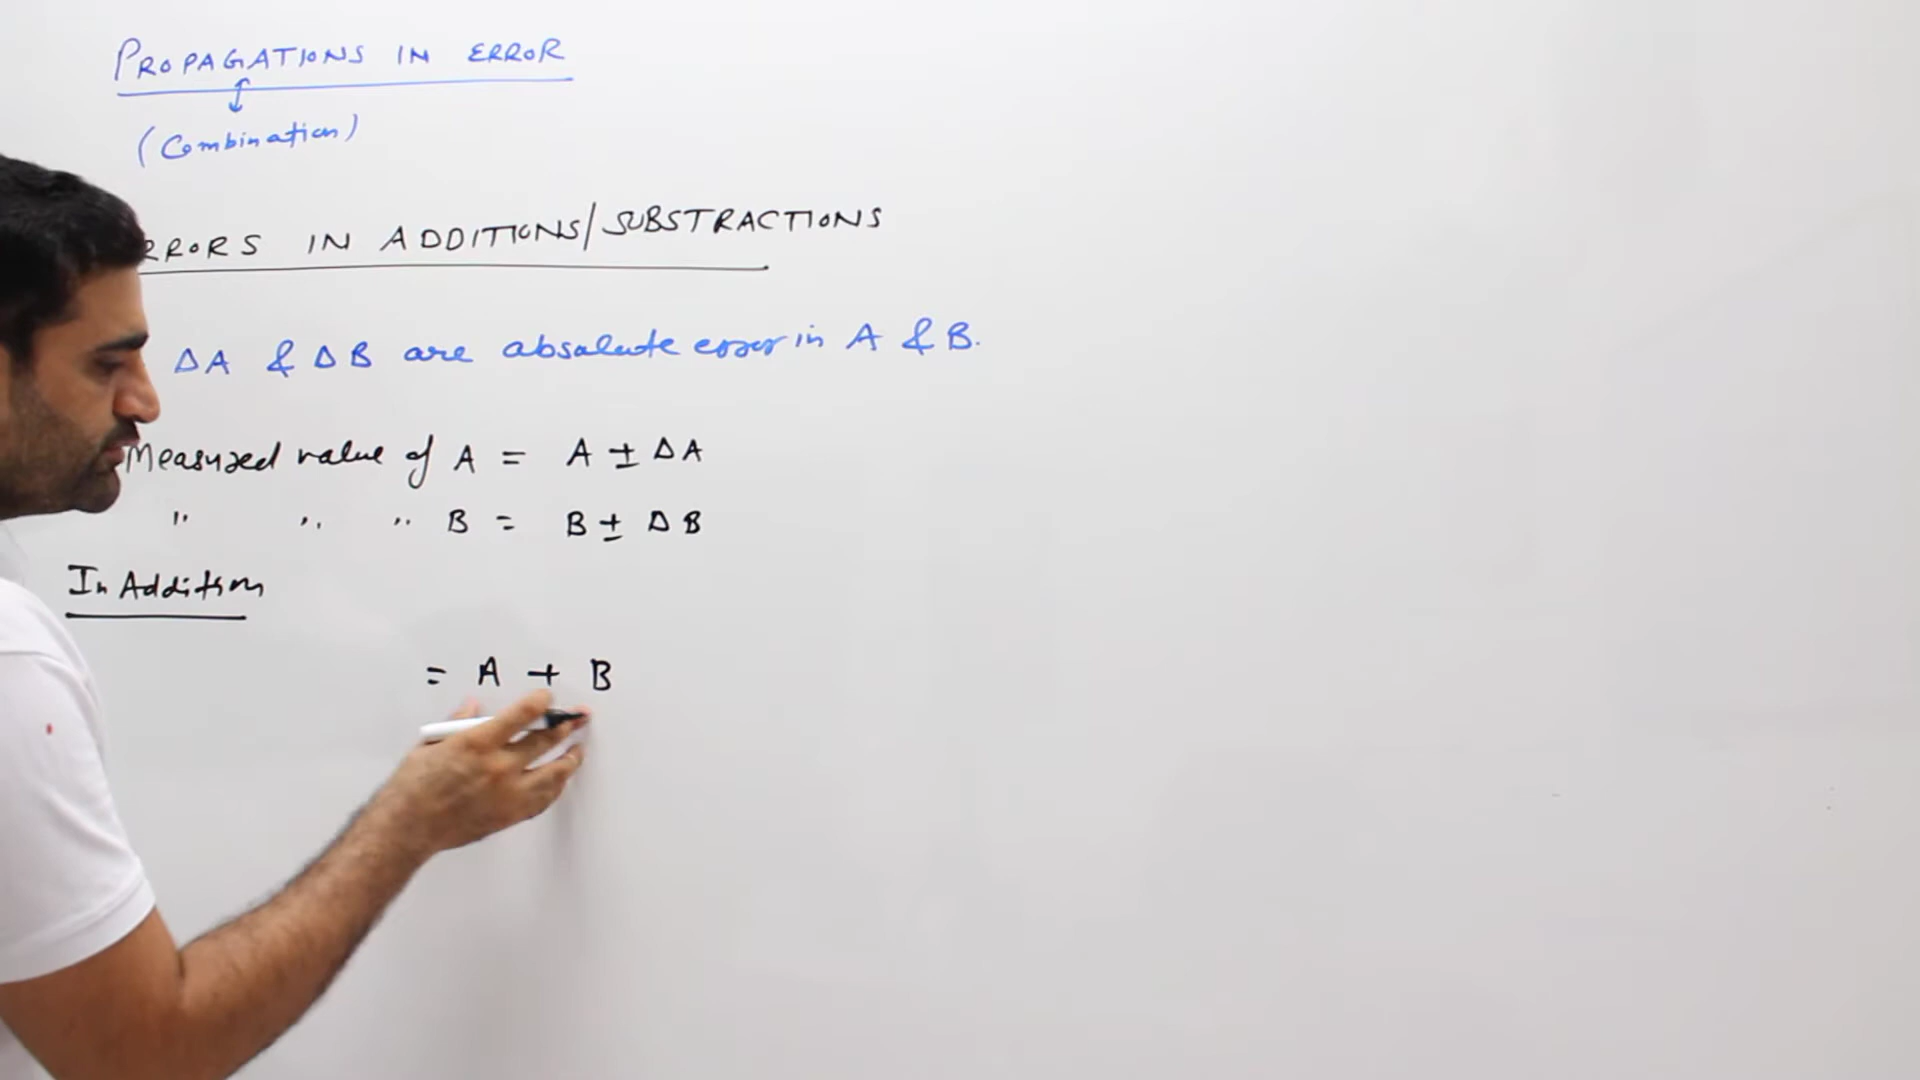 PROPAGATIONS IN ERROR
(Combination)
RRORS IN ADDITIONS/SUBSTRACTIONS
ΔA & ΔB are absolute error in A & B.
Measured value of A = A ± ΔA
" " " B = B ± ΔB
In Addition
= A + B